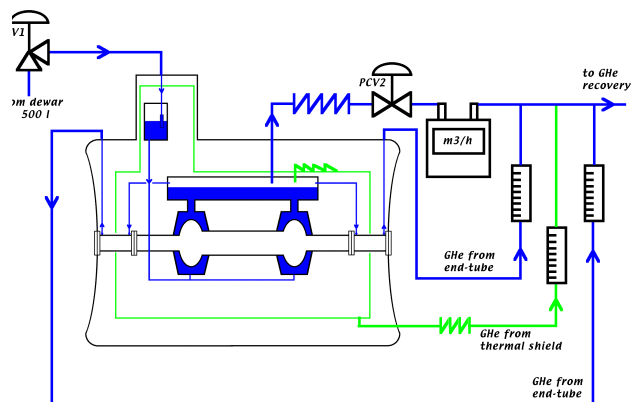 V1
om dewar
500 l
PCV2
to GHe
recovery
m3/h
GHe from
end-tube
GHe from
thermal shield
GHe from
end-tube